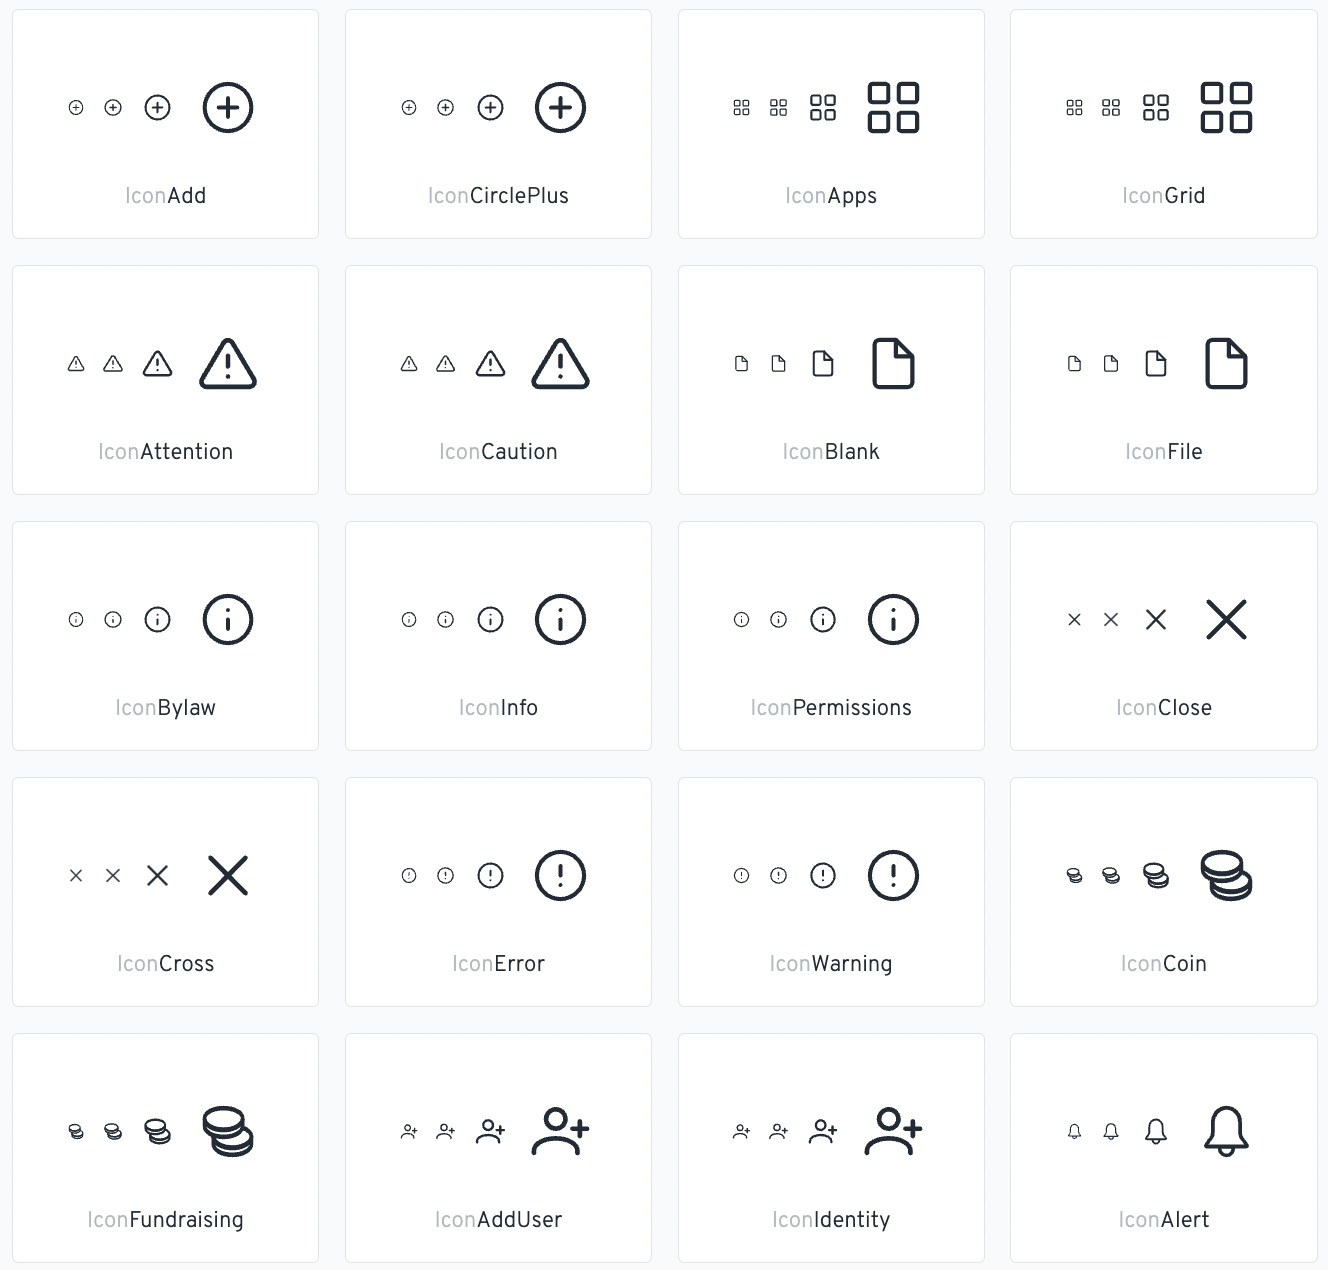 IconAdd
IconCirclePlus
IconApps
IconGrid
IconAttention
IconCaution
IconBlank
IconFile
IconBylaw
IconInfo
IconPermissions
IconClose
IconCross
IconError
IconWarning
IconCoin
IconFundraising
IconAddUser
IconIdentity
IconAlert